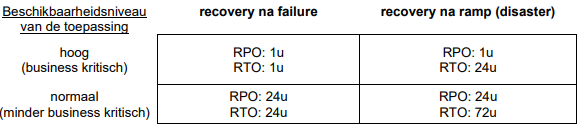 Beschikbaarheidsniveau van de toepassing
recovery na failure
recovery na ramp (disaster)
hoog
(business kritisch)
RPO: 1u
RTO: 1u
RPO: 1u
RTO: 24u
normaal
(minder business kritisch)
RPO: 24u
RTO: 24u
RPO: 24u
RTO: 72u